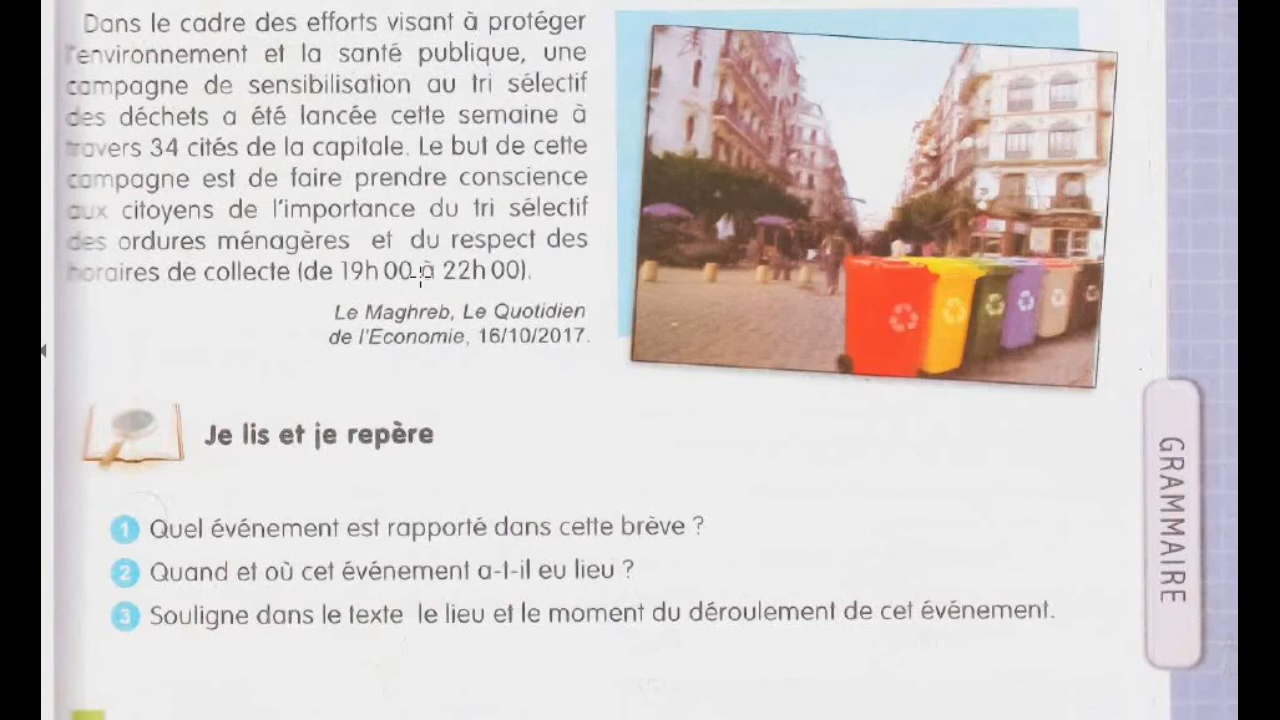 Dans le cadre des efforts visant à protéger
l'environnement et la santé publique, une
campagne de sensibilisation au tri sélectif
des déchets a été lancée cette semaine à
travers 34 cités de la capitale. Le but de cette
campagne est de faire prendre conscience
aux citoyens de l'importance du tri sélectif
des ordures ménagères et du respect des
horaires de collecte (de 19h 00 à 22h 00).
Le Maghreb, Le Quotidien
de l'Economie, 16/10/2017.
Je lis et je repère
1 Quel événement est rapporté dans cette brève ?
2 Quand et où cet événement a-t-il eu lieu ?
3 Souligne dans le texte le lieu et le moment du déroulement de cet événement.
GRAMMAIRE